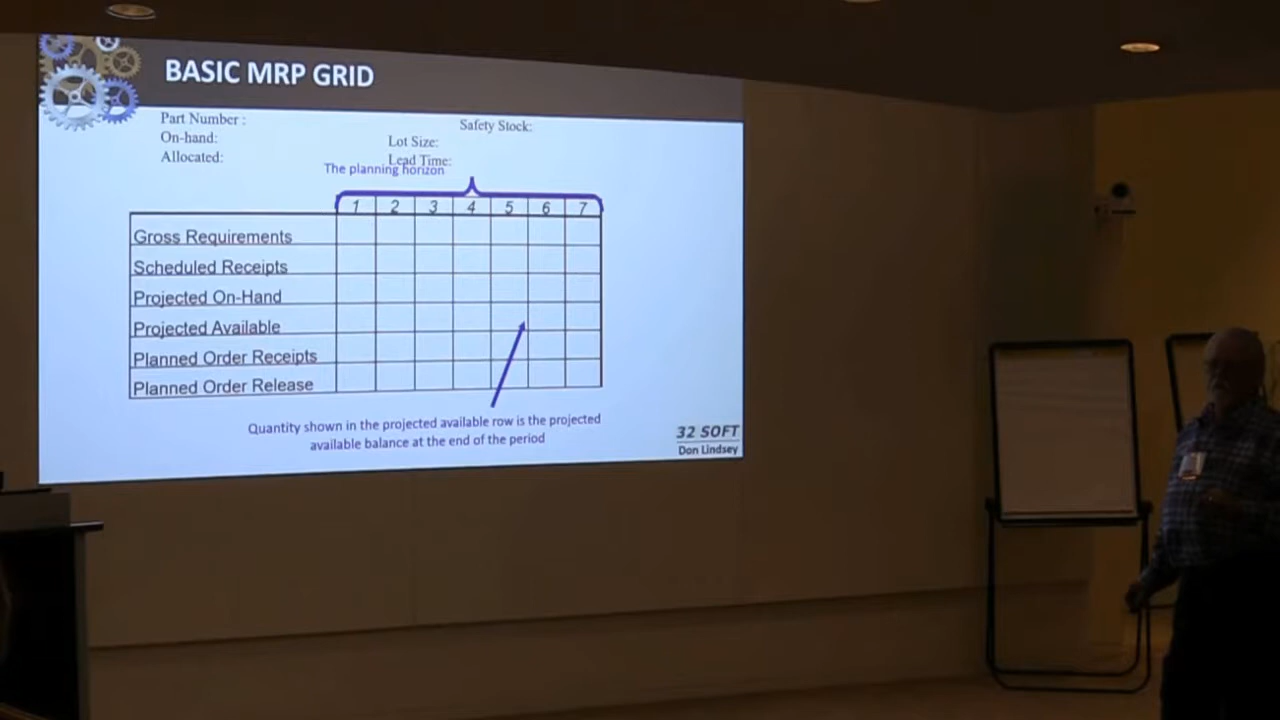 BASIC MRP GRID
Part Number :
Safety Stock:
On-hand:
Lot Size:
Allocated:
Lead Time:
The planning horizon
1 2 3 4 5 6 7
Gross Requirements
Scheduled Receipts
Projected On-Hand
Projected Available
Planned Order Receipts
Planned Order Release
Quantity shown in the projected available row is the projected
available balance at the end of the period
32 SOFT
Don Lindsey